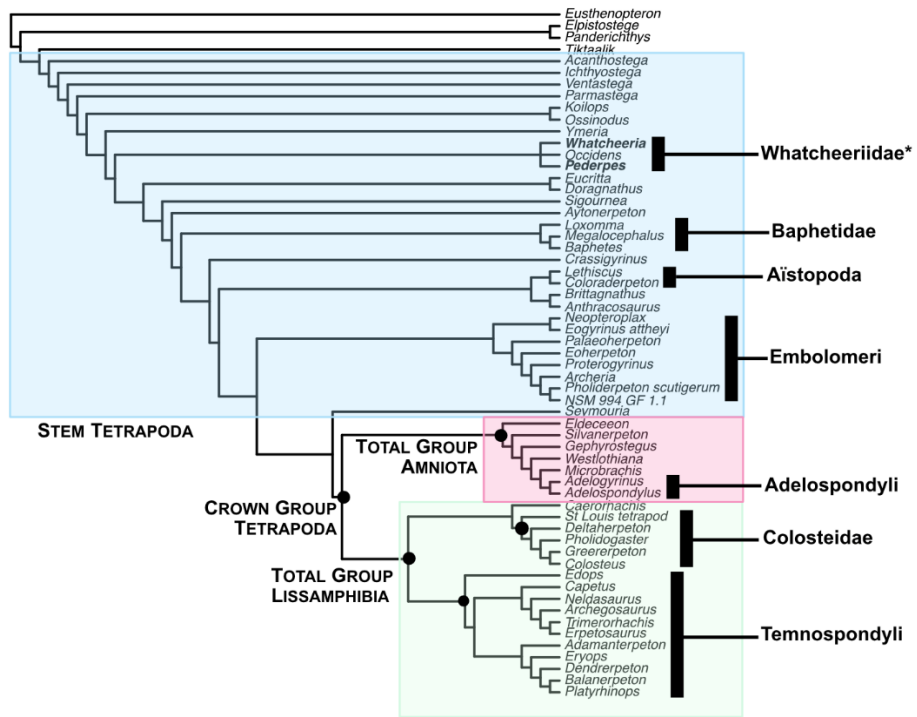 Eusthenopteron
Elpistostege
Panderichthys
Tiktaalik
Acanthostega
Ichthyostega
Ventastega
Parmastega
Koilops
Ossinodus
Ymeria
Whatcheeria
Occidens
Pederpes
Whatcheeriidae*
Eucritta
Doragnathus
Sigournea
Aytonerpeton
Loxomma
Megalocephalus
Baphetes
Baphetidae
Crassigyrinus
Lethiscus
Coloraderpeton
Aïstopoda
Brittagnathus
Anthracosaurus
Neopteroplax
Eogyrinus attheyi
Palaeoherpeton
Eoherpeton
Proterogyrinus
Archeria
Pholiderpeton scutigerum
NSM 994 GF 1.1
Embolomeri
Seymouria
STEM TETRAPODA
Eldeceeon
Silvanerpeton
Gephyrostegus
Westlothiana
Microbrachis
Adelogyrinus
Adelospondylus
TOTAL GROUP
AMNIOTA
Adelospondyli
CROWN GROUP
TETRAPODA
Caerorhachis
St Louis tetrapod
Deltaherpeton
Pholidogaster
Greererpeton
Colosteus
Colosteidae
TOTAL GROUP
LISSAMPHIBIA
Edops
Capetus
Neldasaurus
Archegosaurus
Trimerorhachis
Erpetosaurus
Adamanterpeton
Eryops
Dendrerpeton
Balanerpeton
Platyrhinops
Temnospondyli